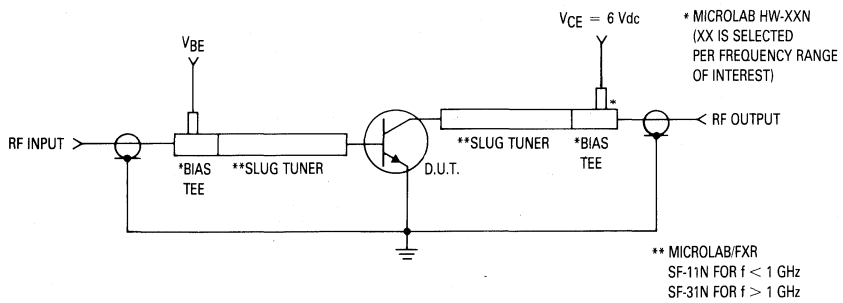 V_CE = 6 Vdc
* MICROLAB HW-XXN
(XX IS SELECTED
PER FREQUENCY RANGE
OF INTEREST)
V_BE
*
RF INPUT
RF OUTPUT
*BIAS
TEE
**SLUG TUNER
D.U.T.
**SLUG TUNER
*BIAS
TEE
** MICROLAB/FXR
SF-11N FOR f < 1 GHz
SF-31N FOR f > 1 GHz